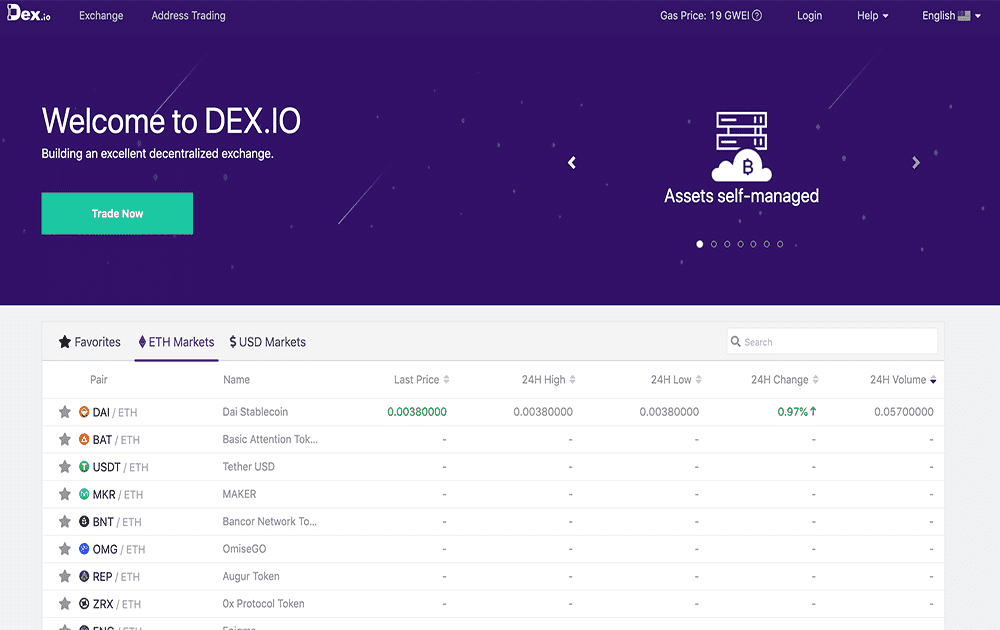 Dex.io Exchange Address Trading Gas Price: 19 GWEI Login Help English
Welcome to DEX.IO
Building an excellent decentralized exchange.
Trade Now
Assets self-managed
Favorites ETH Markets $ USD Markets Search
Pair Name Last Price 24H High 24H Low 24H Change 24H Volume
DAI / ETH Dai Stablecoin 0.00380000 0.00380000 0.00380000 0.97% 0.05700000
BAT / ETH Basic Attention Tok... - - - - -
USDT / ETH Tether USD - - - - -
MKR / ETH MAKER - - - - -
BNT / ETH Bancor Network To... - - - - -
OMG / ETH OmiseGO - - - - -
REP / ETH Augur Token - - - - -
ZRX / ETH 0x Protocol Token - - - - -